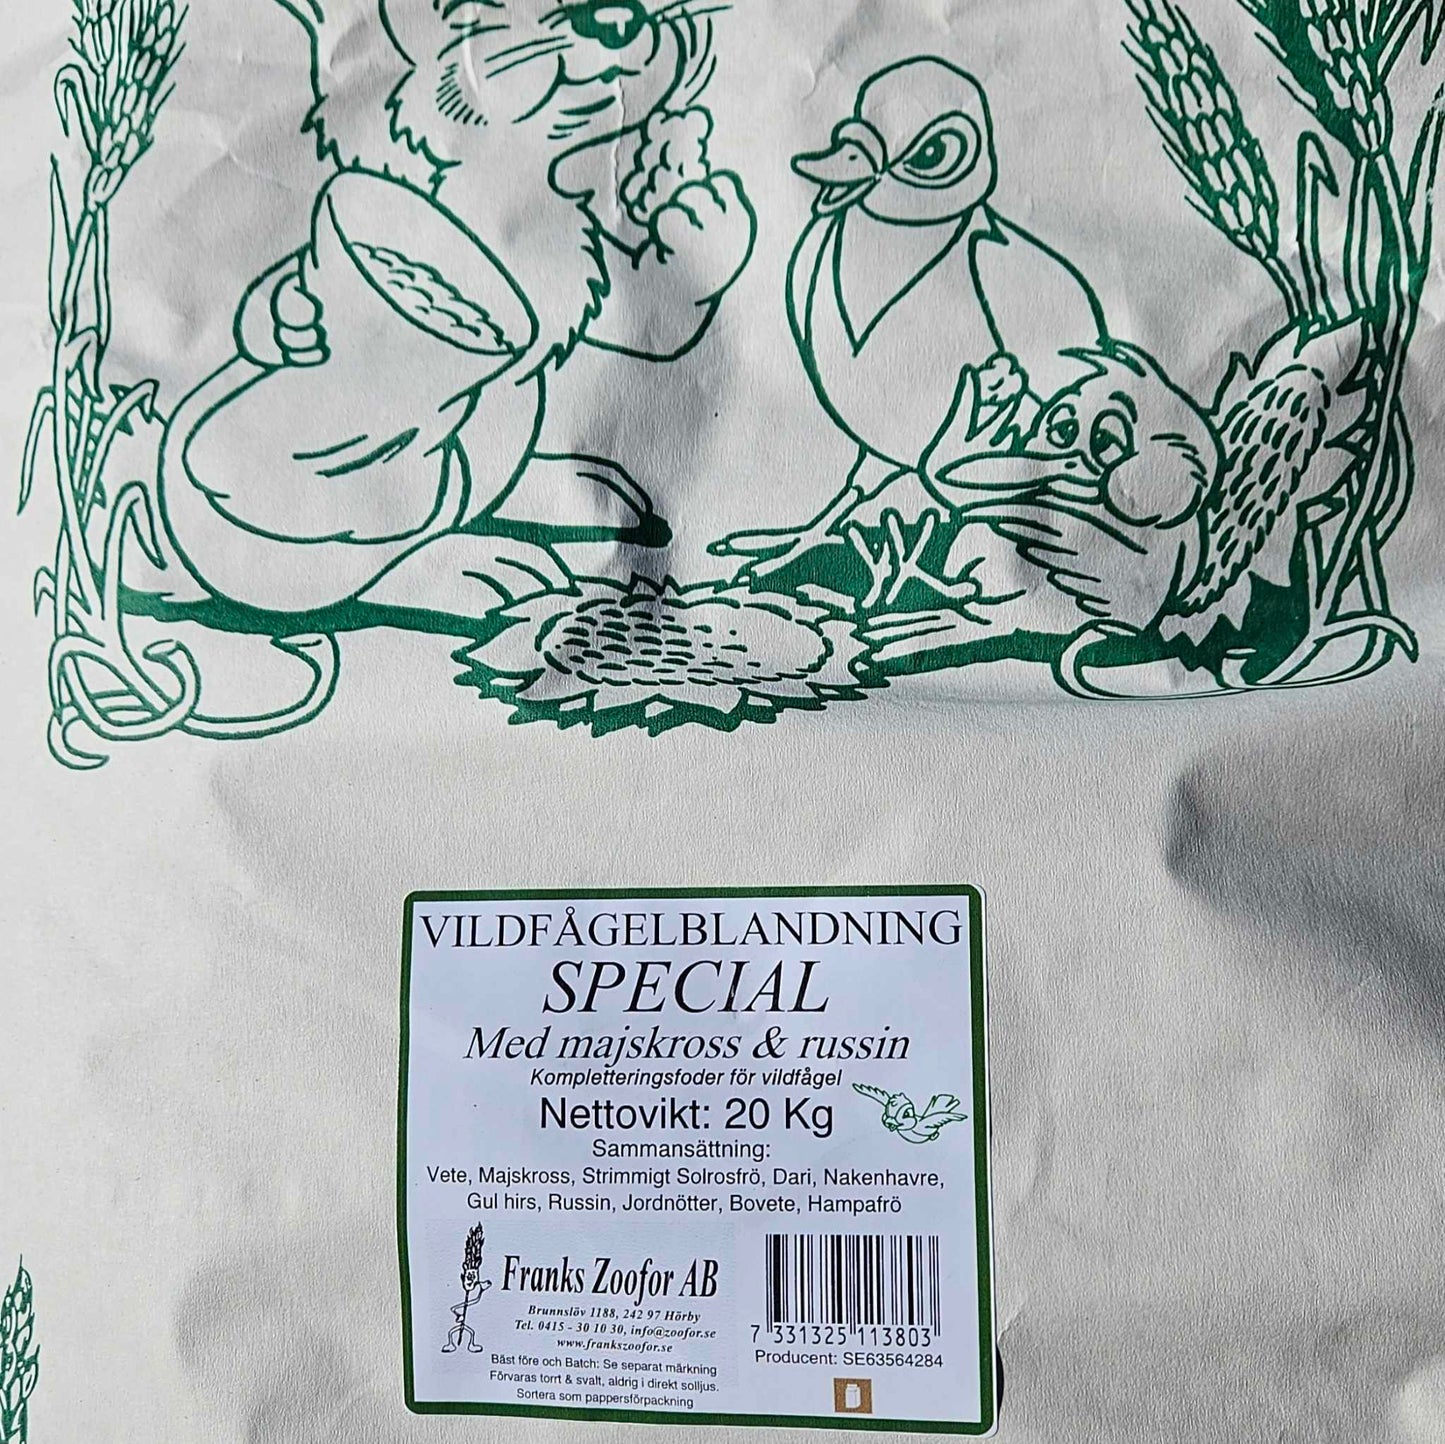 VILDFÅGELBLANDNING
SPECIAL
Med majskross & russin
Kompletteringsfoder för vildfågel
Nettovikt: 20 Kg
Sammansättning:
Vete, Majskross, Strimmigt Solrosfrö, Dari, Nakenhavre,
Gul hirs, Russin, Jordnötter, Bovete, Hampafrö
Franks Zoofor AB
Brunnslöv 1188, 242 97 Hörby
Tel. 0415 - 30 10 30, info@zoofor.se
www.frankszoofor.se
Bäst före och Batch: Se separat märkning
Förvaras torrt & svalt, aldrig i direkt solljus.
Sortera som pappersförpackning
7 331325 113803
Producent: SE63564284